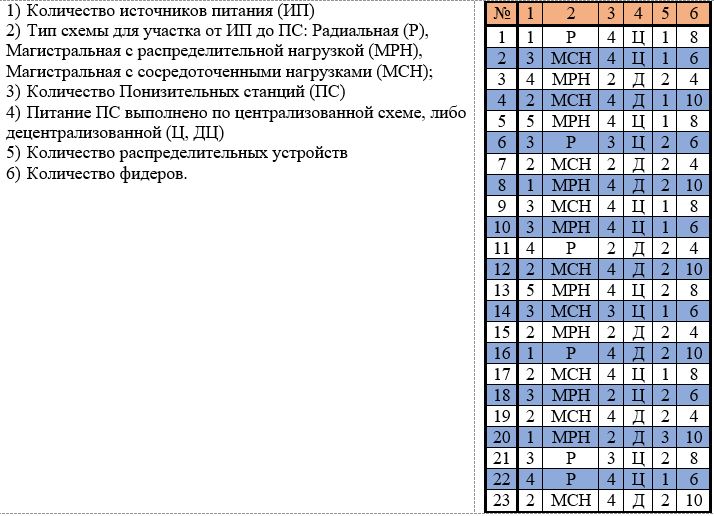 1) Количество источников питания (ИП)
2) Тип схемы для участка от ИП до ПС: Радиальная (Р),
Магистральная с распределительной нагрузкой (МРН),
Магистральная с сосредоточенными нагрузками (МСН);
3) Количество Понизительных станций (ПС)
4) Питание ПС выполнено по централизованной схеме, либо
децентрализованной (Ц, ДЦ)
5) Количество распределительных устройств
6) Количество фидеров.
№ 1 2 3 4 5 6
1 1 Р 4 Ц 1 8
2 3 МСН 4 Ц 1 6
3 4 МРН 2 Д 2 4
4 2 МСН 4 Д 1 10
5 5 МРН 4 Ц 1 8
6 3 Р 3 Ц 2 6
7 2 МСН 2 Д 2 4
8 1 МРН 4 Д 2 10
9 3 МСН 4 Ц 1 8
10 3 МРН 4 Ц 1 6
11 4 Р 2 Д 2 4
12 2 МСН 4 Д 2 10
13 5 МРН 4 Ц 2 8
14 3 МСН 3 Ц 1 6
15 2 МРН 2 Д 2 4
16 1 Р 4 Д 2 10
17 2 МСН 4 Ц 1 8
18 3 МРН 2 Ц 2 6
19 2 МСН 4 Д 2 4
20 1 МРН 2 Д 3 10
21 3 Р 3 Ц 2 8
22 4 Р 4 Ц 1 6
23 2 МСН 4 Д 2 10